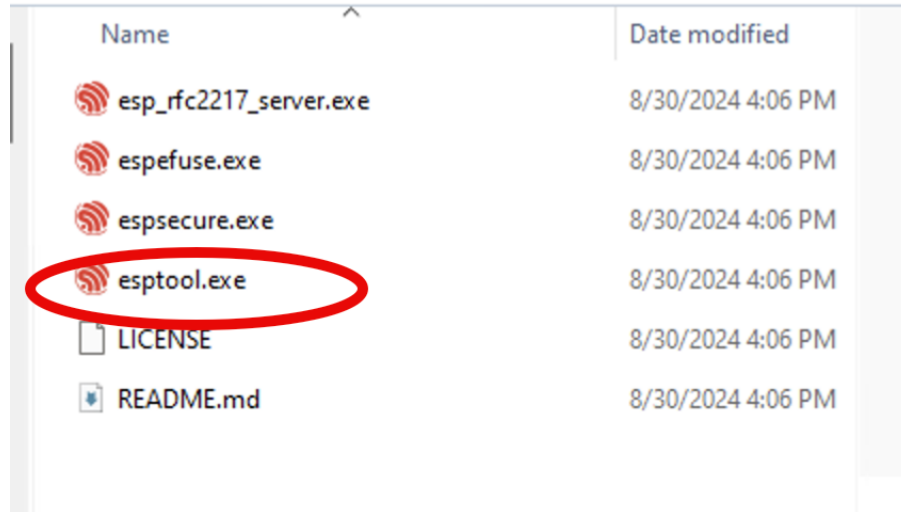 Name Date modified
esp_rfc2217_server.exe 8/30/2024 4:06 PM
espefuse.exe 8/30/2024 4:06 PM
espsecure.exe 8/30/2024 4:06 PM
esptool.exe 8/30/2024 4:06 PM
LICENSE 8/30/2024 4:06 PM
README.md 8/30/2024 4:06 PM